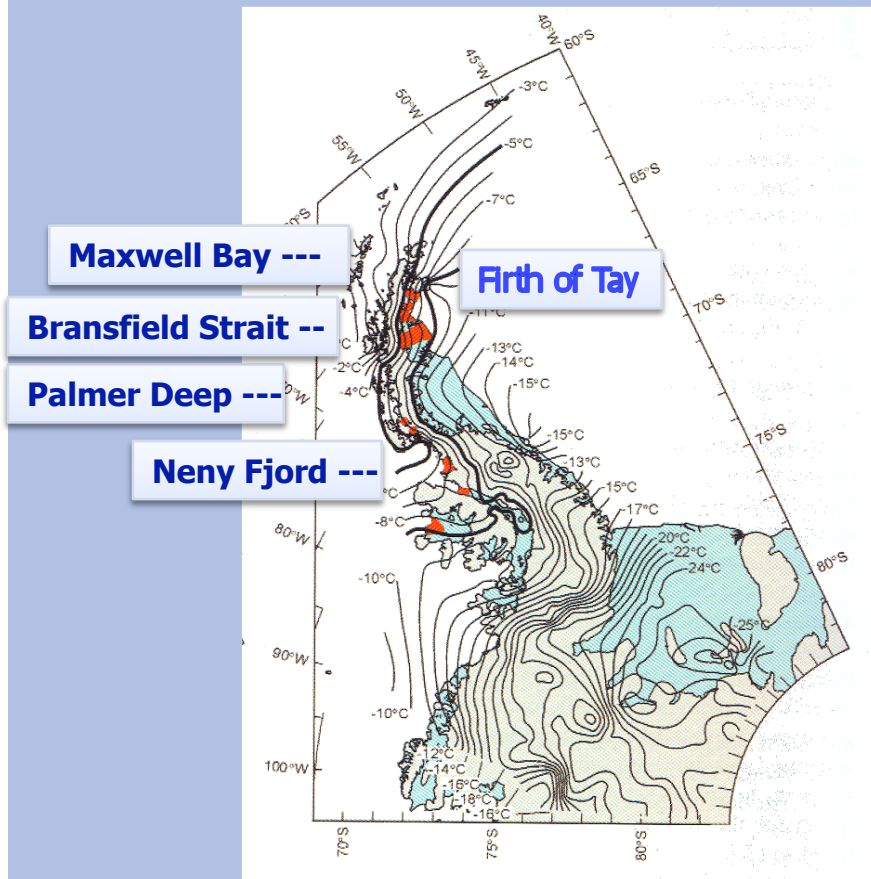 40°W
60°S
45°W
-3°C
50°W
-5°C
55°W
65°S
-7°C
Maxwell Bay ---
Firth of Tay
70°S
-11°C
Bransfield Strait --
-13°C
-2°C
-14°C
Palmer Deep ---
-4°C
-15°C
-15°C
75°S
Neny Fjord ---
-13°C
-15°C
-17°C
-8°C
80°W
-20°C
-22°C
80°S
-24°C
-10°C
-25°C
90°W
-10°C
-12°C
100°W
-14°C
-16°C
-18°C
-16°C
70°S
75°S
80°S